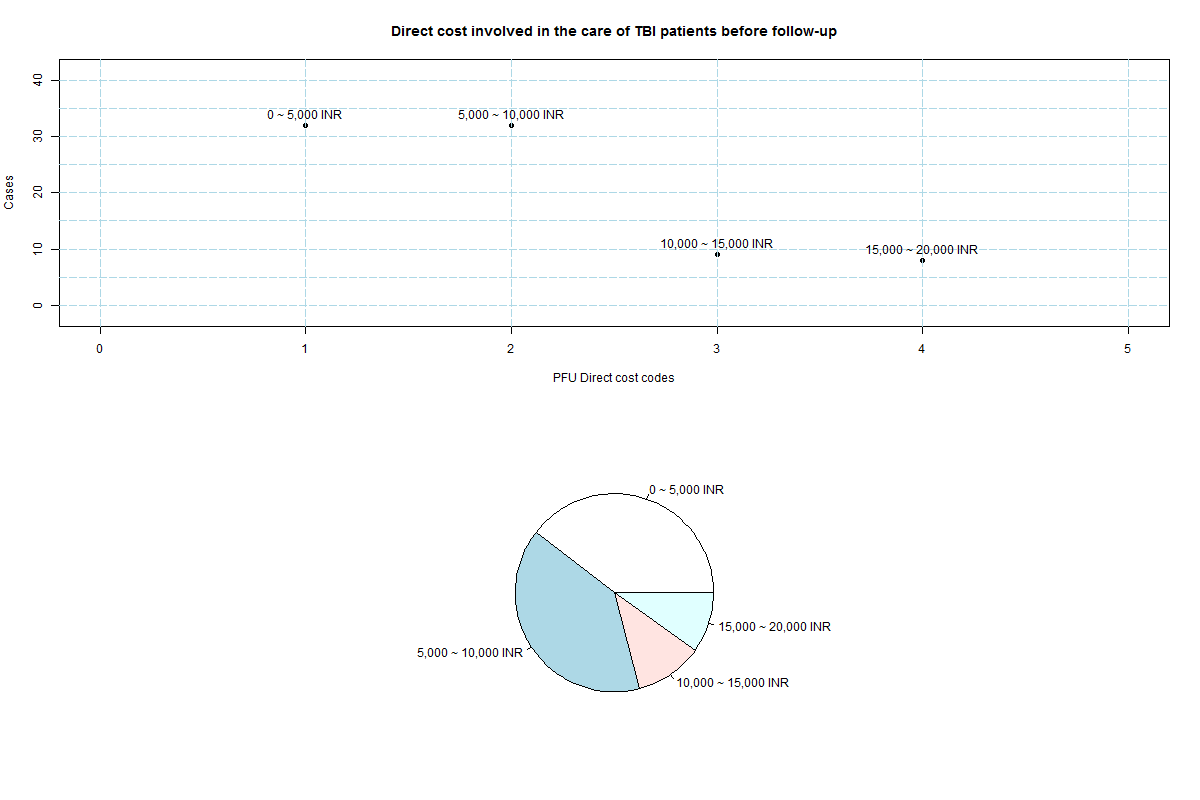 Direct cost involved in the care of TBI patients before follow-up
Cases
40
30
20
10
0
0 ~ 5,000 INR
5,000 ~ 10,000 INR
10,000 ~ 15,000 INR
15,000 ~ 20,000 INR
0
1
2
3
4
5
PFU Direct cost codes
0 ~ 5,000 INR
5,000 ~ 10,000 INR
15,000 ~ 20,000 INR
10,000 ~ 15,000 INR